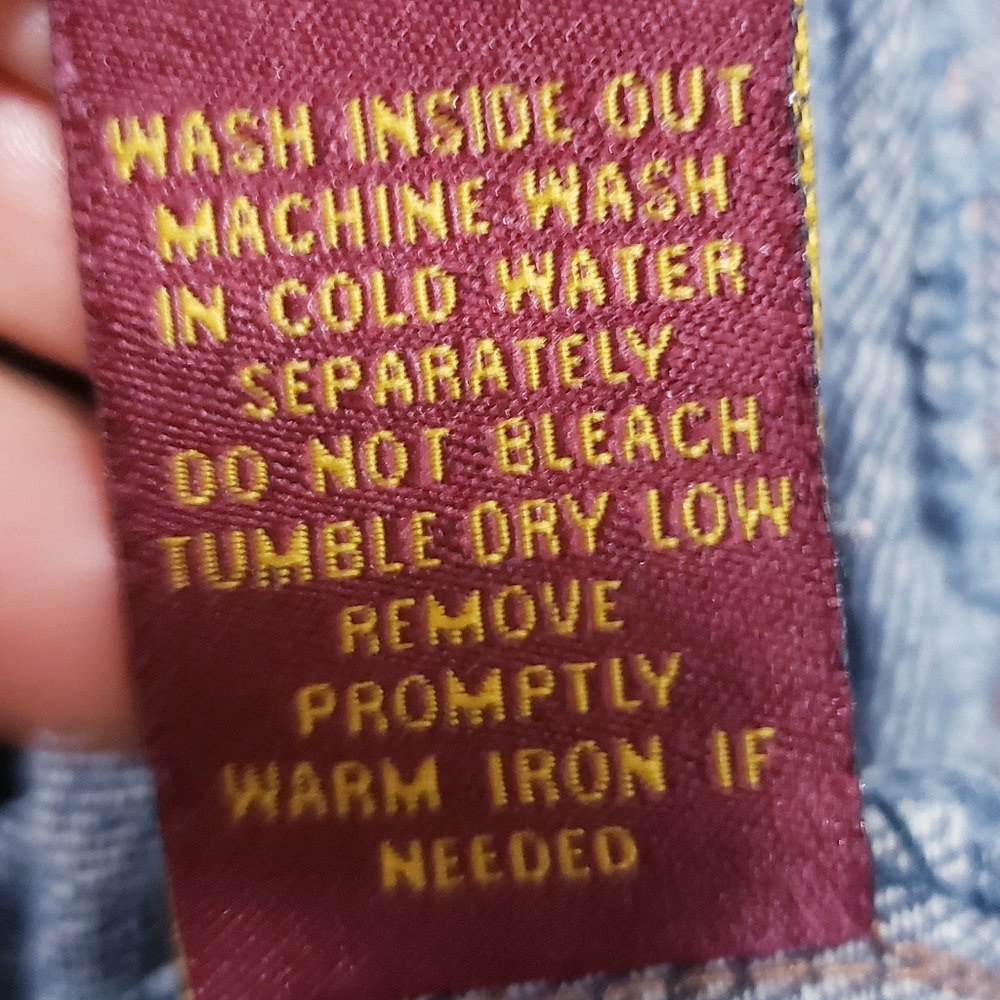 WASH INSIDE OUT
MACHINE WASH
IN COLD WATER
SEPARATELY
DO NOT BLEACH
TUMBLE DRY LOW
REMOVE
PROMPTLY
WARM IRON IF
NEEDED